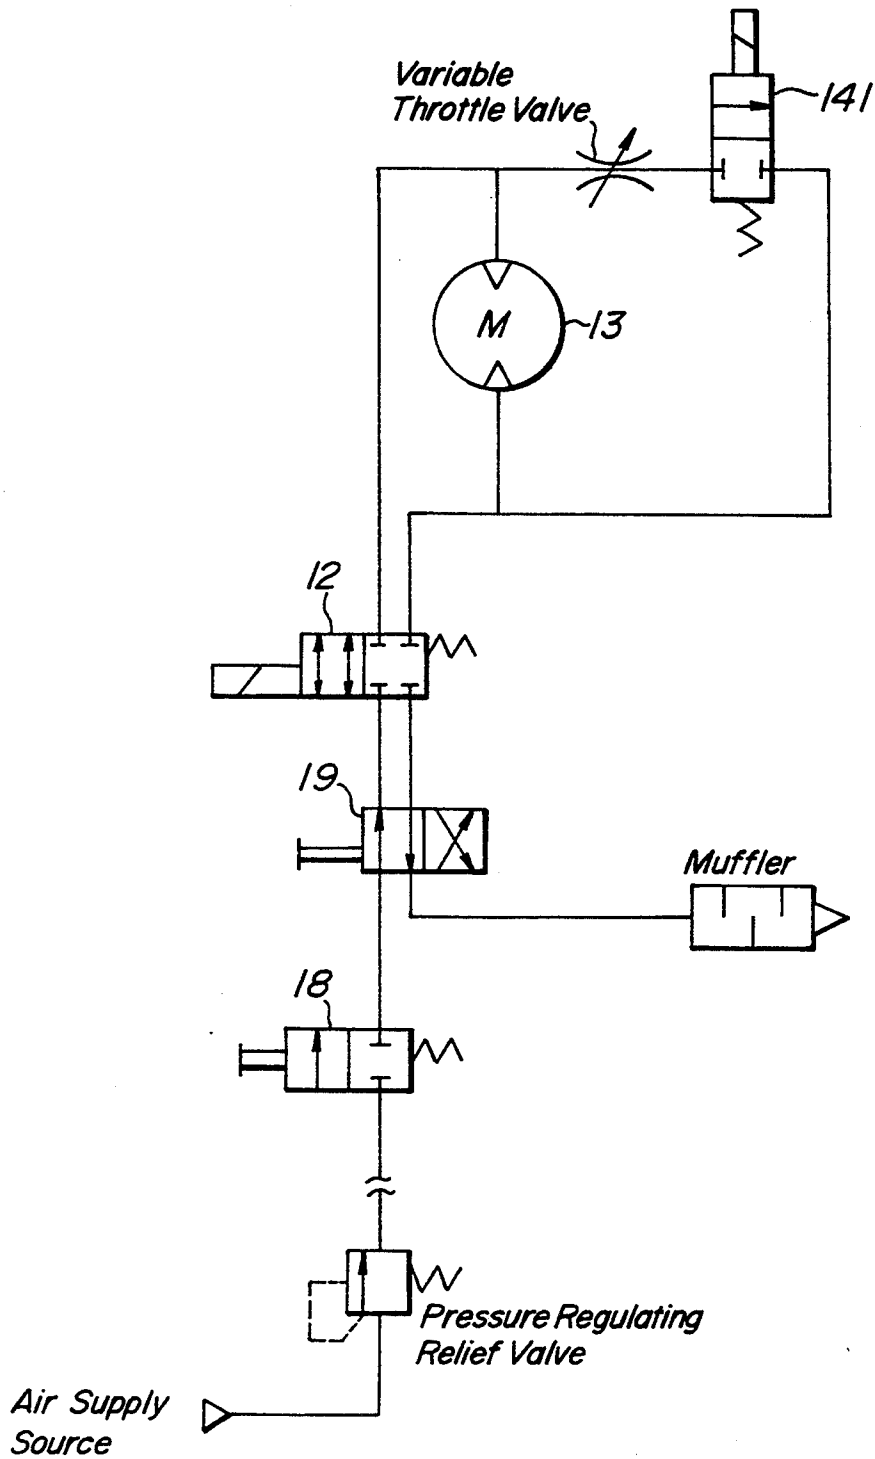 Variable
Throttle Valve
141
M
13
12
19
Muffler
18
Pressure Regulating
Relief Valve
Air Supply
Source